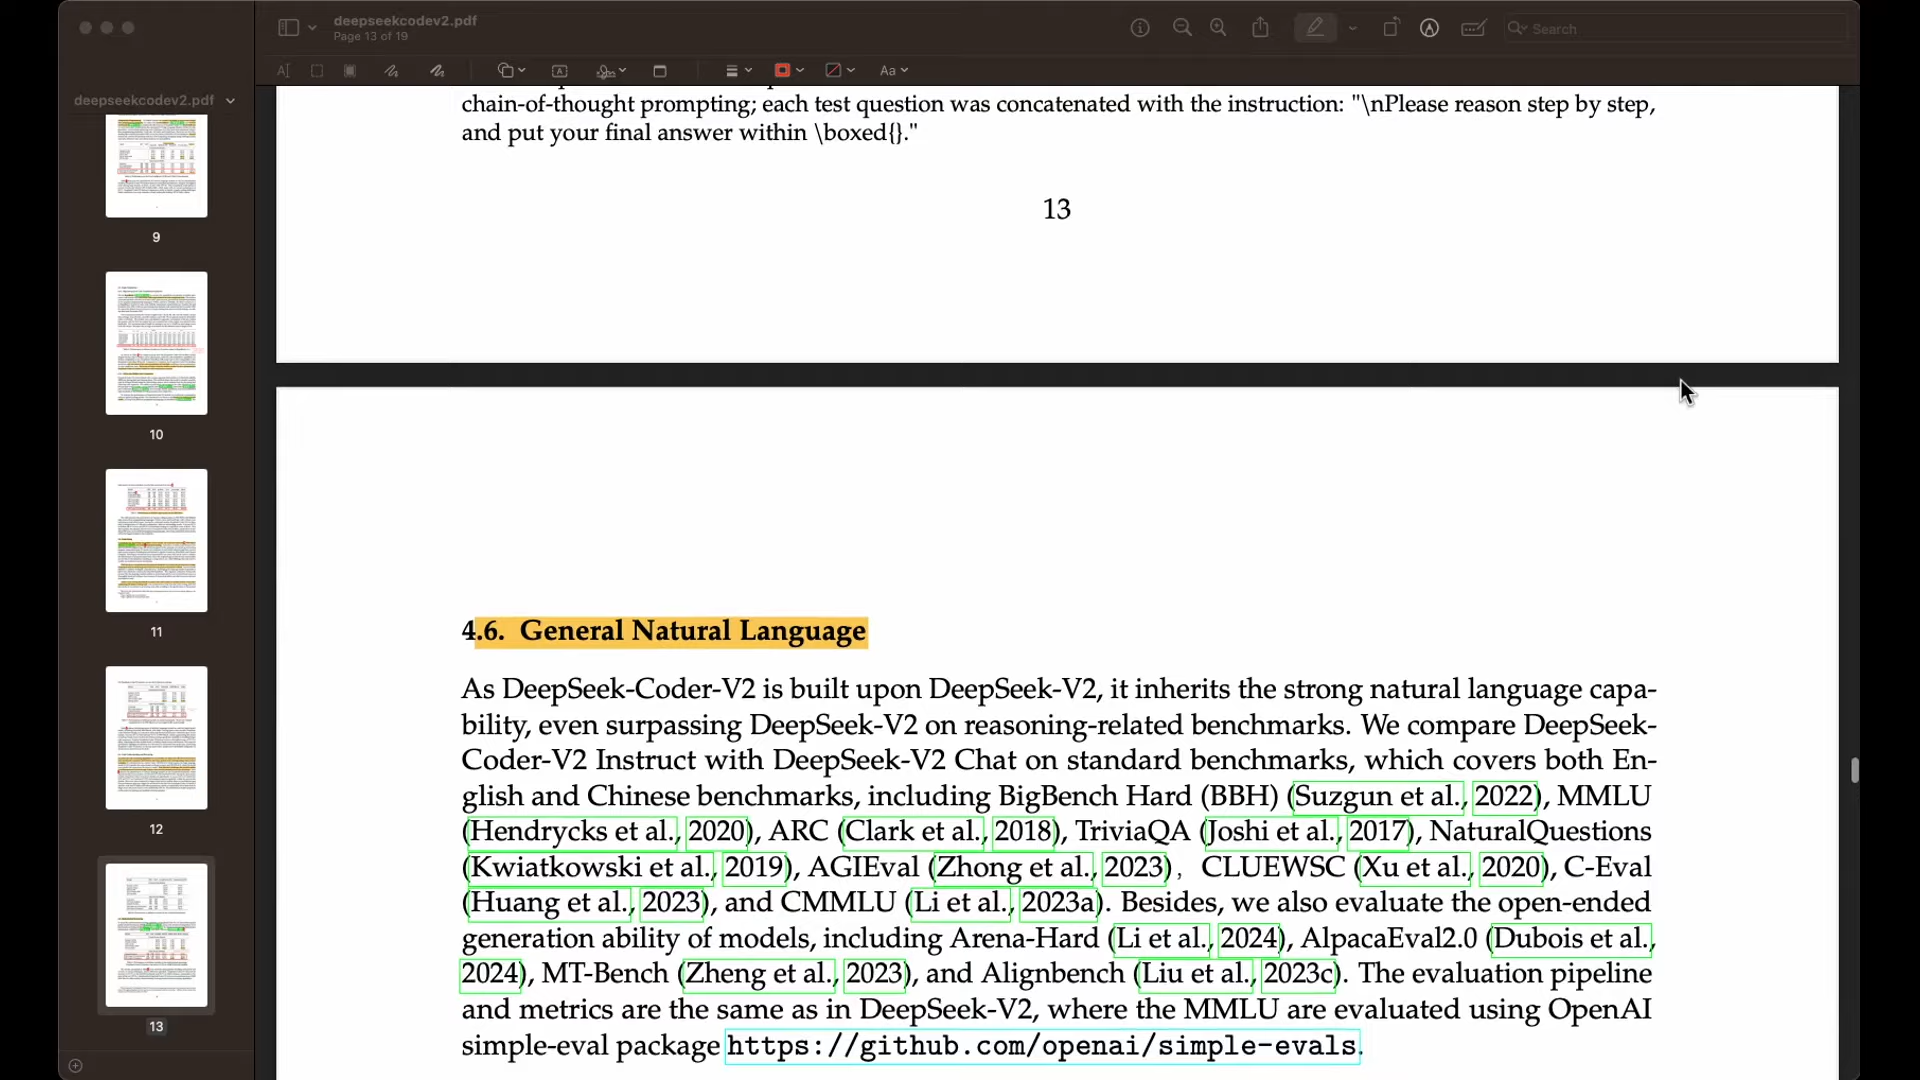 deepseekcodev2.pdf
Page 13 of 19
Search
Aa
deepseekcodev2.pdf
9
10
11
12
13
chain-of-thought prompting; each test question was concatenated with the instruction: "\nPlease reason step by step,
and put your final answer within \boxed{}."
13
4.6. General Natural Language
As DeepSeek-Coder-V2 is built upon DeepSeek-V2, it inherits the strong natural language capa-
bility, even surpassing DeepSeek-V2 on reasoning-related benchmarks. We compare DeepSeek-
Coder-V2 Instruct with DeepSeek-V2 Chat on standard benchmarks, which covers both En-
glish and Chinese benchmarks, including BigBench Hard (BBH) (Suzgun et al., 2022), MMLU
(Hendrycks et al., 2020), ARC (Clark et al., 2018), TriviaQA (Joshi et al., 2017), NaturalQuestions
(Kwiatkowski et al., 2019), AGIEval (Zhong et al., 2023), CLUEWSC (Xu et al., 2020), C-Eval
(Huang et al., 2023), and CMMLU (Li et al., 2023a). Besides, we also evaluate the open-ended
generation ability of models, including Arena-Hard (Li et al., 2024), AlpacaEval2.0 (Dubois et al.,
2024), MT-Bench (Zheng et al., 2023), and Alignbench (Liu et al., 2023c). The evaluation pipeline
and metrics are the same as in DeepSeek-V2, where the MMLU are evaluated using OpenAI
simple-eval package https://github.com/openai/simple-evals.